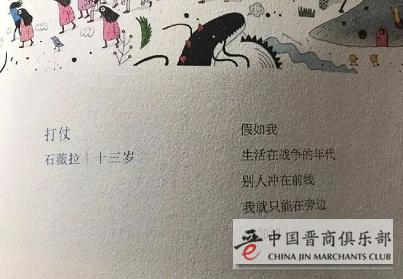 打仗
石薇拉｜十三岁
假如我
生活在战争的年代
别人冲在前线
我就只能在旁边
晋 中国晋商俱乐部
CHINA JIN MARCHANTS CLUB